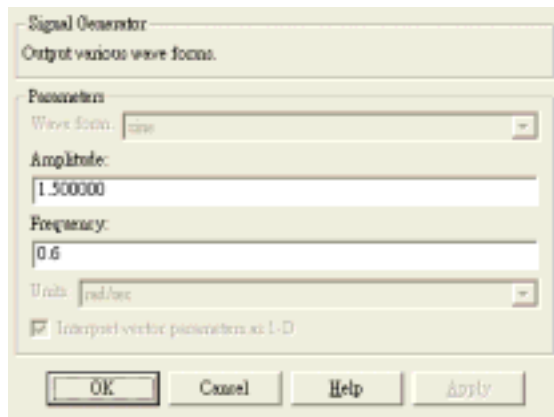 Signal Generator
Output various wave forms.
Parameters
Wave form: sine
Amplitude:
1.500000
Frequency:
0.6
Units rad/sec
Interpret vector parameters as 1-D
OK Cancel Help Apply